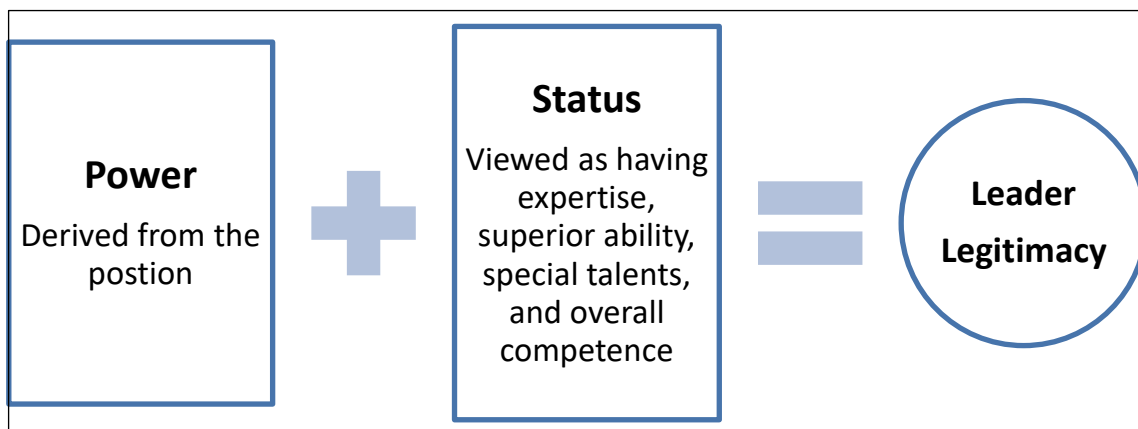 Power
Derived from the
postion
Status
Viewed as having
expertise,
superior ability,
special talents,
and overall
competence
Leader
Legitimacy